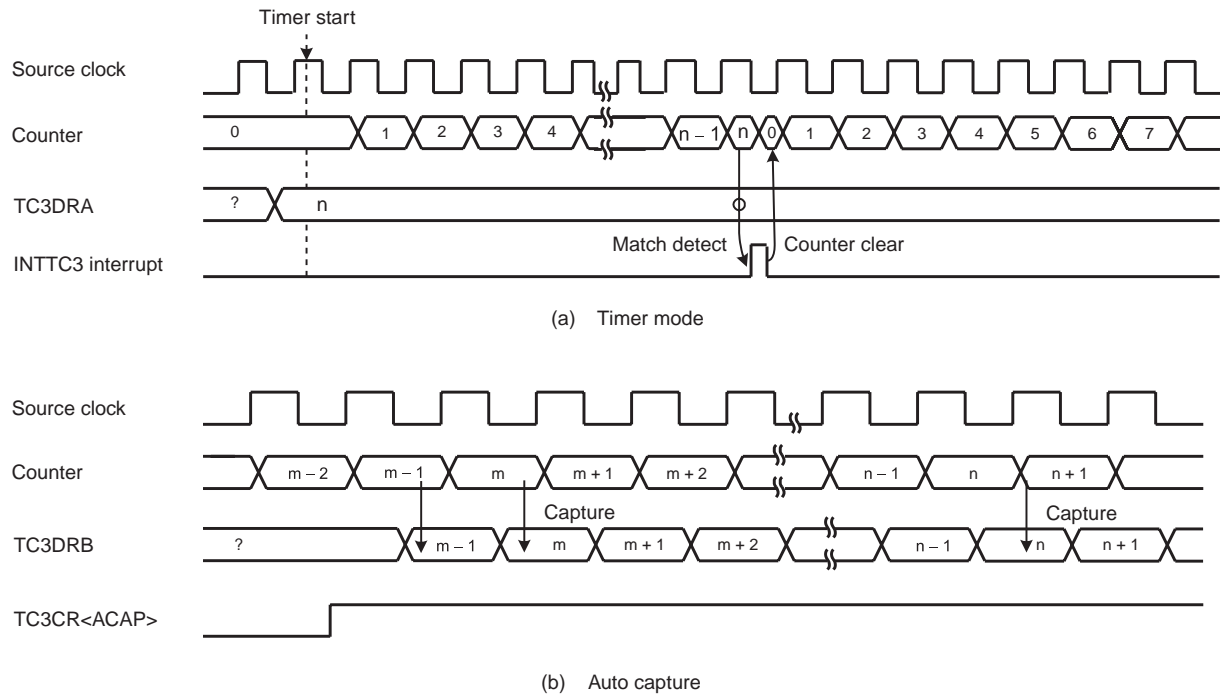 Timer start
Source clock
Counter 0 1 2 3 4 n – 1 n 0 1 2 3 4 5 6 7
TC3DRA ? n
Match detect Counter clear
INTTC3 interrupt
(a) Timer mode
Source clock
Counter m – 2 m – 1 m m + 1 m + 2 n – 1 n n + 1
Capture Capture
TC3DRB ? m – 1 m m + 1 m + 2 n – 1 n n + 1
TC3CR<ACAP>
(b) Auto capture